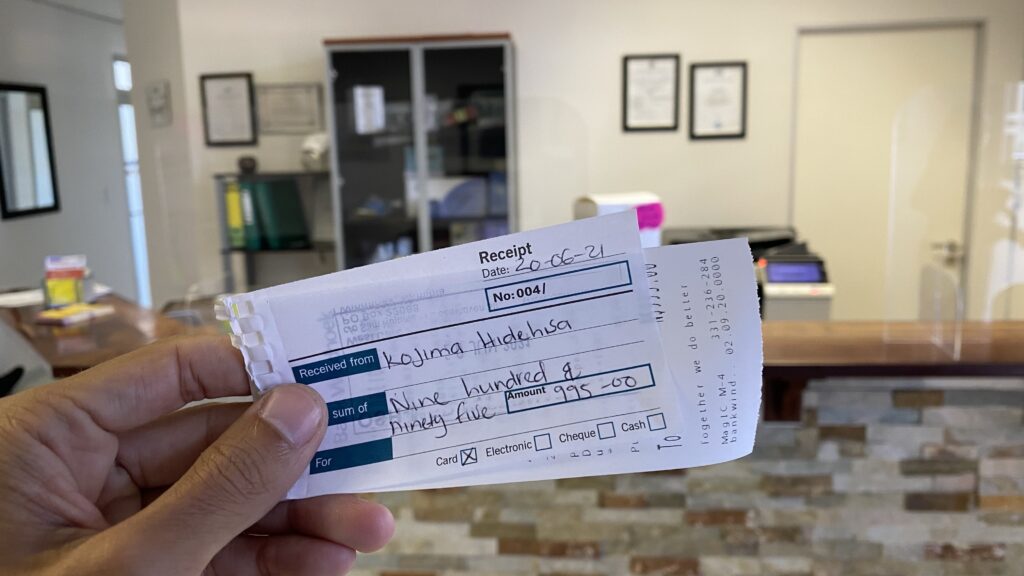 Receipt
Date: 20-06-21
No: 004/
Received from Kojima Hidehisa
sum of Nine hundred &
Ninety five Amount 995-00
For
Card ☒ Electronic ☐ Cheque ☐ Cash ☐
Together we do better
Magic M-4 331-236-284
bankwind.. 02.09.20.0000